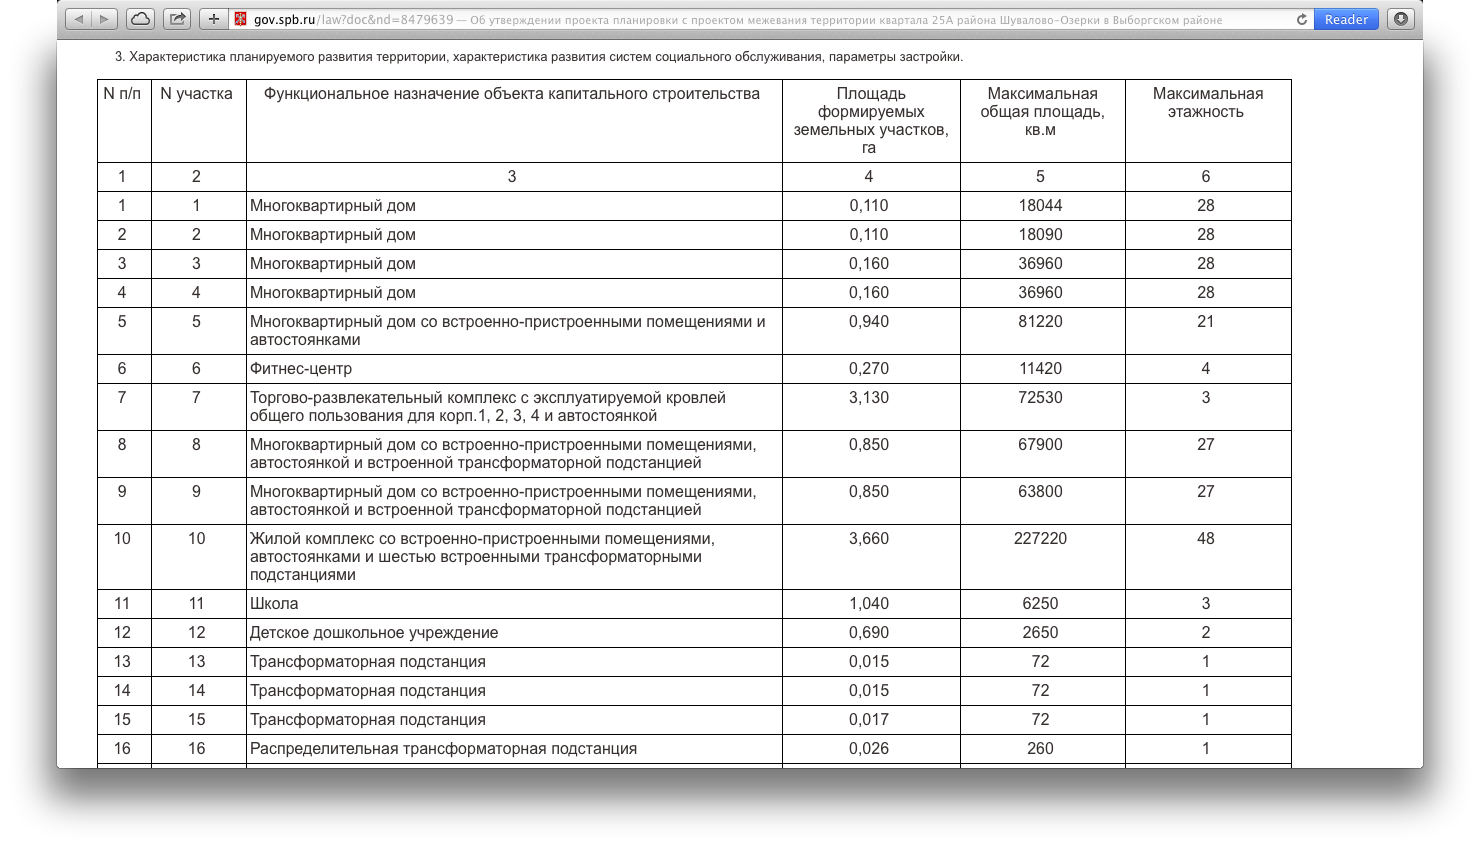 gov.spb.ru/law?doc&nd=8479639 — Об утверждении проекта планировки с проектом межевания территории квартала 25А района Шувалово-Озерки в Выборгском районе
Reader
3. Характеристика планируемого развития территории, характеристика развития систем социального обслуживания, параметры застройки.
N п/п N участка Функциональное назначение объекта капитального строительства Площадь Максимальная Максимальная
формируемых общая площадь, этажность
земельных участков, кв.м
га
1 2 3 4 5 6
1 1 Многоквартирный дом 0,110 18044 28
2 2 Многоквартирный дом 0,110 18090 28
3 3 Многоквартирный дом 0,160 36960 28
4 4 Многоквартирный дом 0,160 36960 28
5 5 Многоквартирный дом со встроенно-пристроенными помещениями и 0,940 81220 21
автостоянками
6 6 Фитнес-центр 0,270 11420 4
7 7 Торгово-развлекательный комплекс с эксплуатируемой кровлей 3,130 72530 3
общего пользования для корп.1, 2, 3, 4 и автостоянкой
8 8 Многоквартирный дом со встроенно-пристроенными помещениями, 0,850 67900 27
автостоянкой и встроенной трансформаторной подстанцией
9 9 Многоквартирный дом со встроенно-пристроенными помещениями, 0,850 63800 27
автостоянкой и встроенной трансформаторной подстанцией
10 10 Жилой комплекс со встроенно-пристроенными помещениями, 3,660 227220 48
автостоянками и шестью встроенными трансформаторными
подстанциями
11 11 Школа 1,040 6250 3
12 12 Детское дошкольное учреждение 0,690 2650 2
13 13 Трансформаторная подстанция 0,015 72 1
14 14 Трансформаторная подстанция 0,015 72 1
15 15 Трансформаторная подстанция 0,017 72 1
16 16 Распределительная трансформаторная подстанция 0,026 260 1